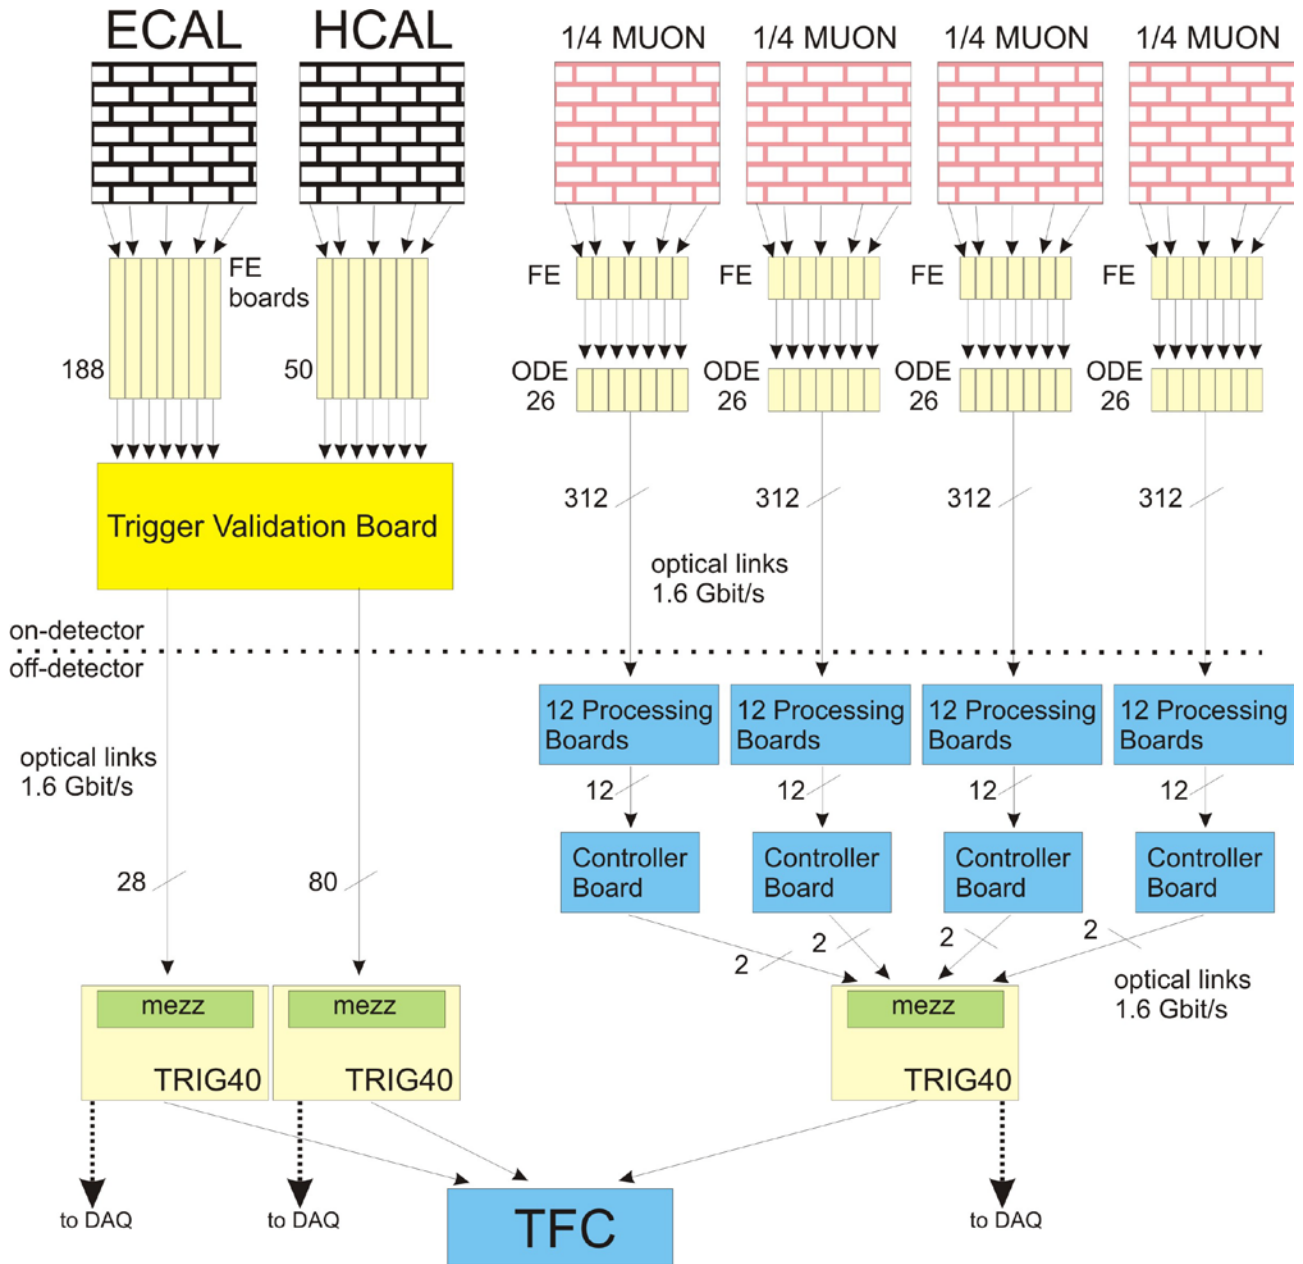 ECAL
HCAL
1/4 MUON
1/4 MUON
1/4 MUON
1/4 MUON
FE
boards
188
50
FE
FE
FE
FE
ODE
26
ODE
26
ODE
26
ODE
26
Trigger Validation Board
312
312
312
312
optical links
1.6 Gbit/s
on-detector
off-detector
12 Processing
Boards
12 Processing
Boards
12 Processing
Boards
12 Processing
Boards
optical links
1.6 Gbit/s
12
12
12
12
Controller
Board
Controller
Board
Controller
Board
Controller
Board
28
80
2
2
2
2
optical links
1.6 Gbit/s
mezz
TRIG40
mezz
TRIG40
mezz
TRIG40
to DAQ
to DAQ
TFC
to DAQ